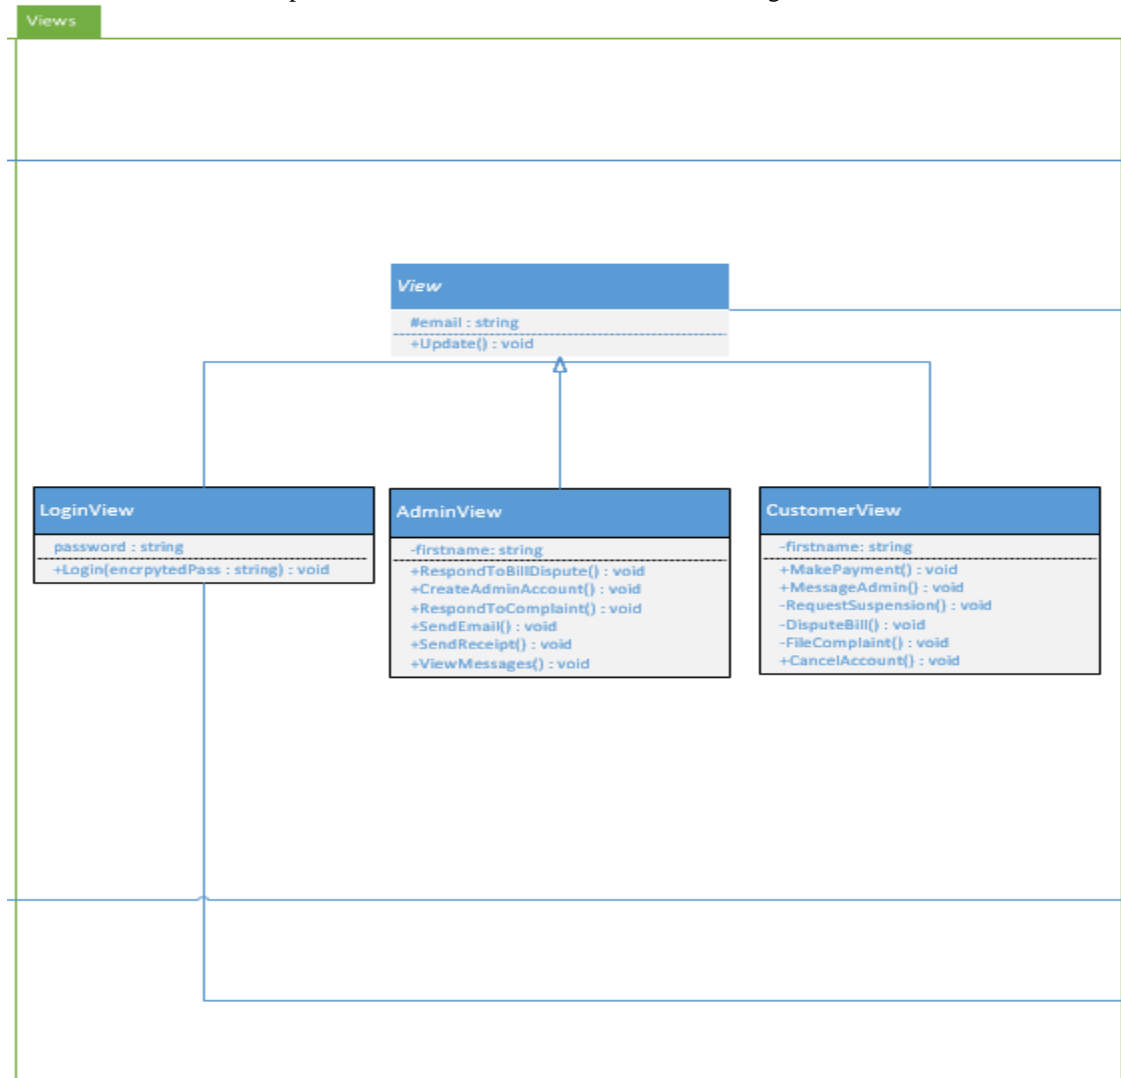 Views
View
#email : string
+Update() : void
LoginView
password : string
+Login(encrpytedPass : string) : void
AdminView
-firstname: string
+RespondToBillDispute() : void
+CreateAdminAccount() : void
+RespondToComplaint() : void
+SendEmail() : void
+SendReceipt() : void
+ViewMessages() : void
CustomerView
-firstname: string
+MakePayment() : void
+MessageAdmin() : void
-RequestSuspension() : void
-DisputeBill() : void
-FileComplaint() : void
+CancelAccount() : void